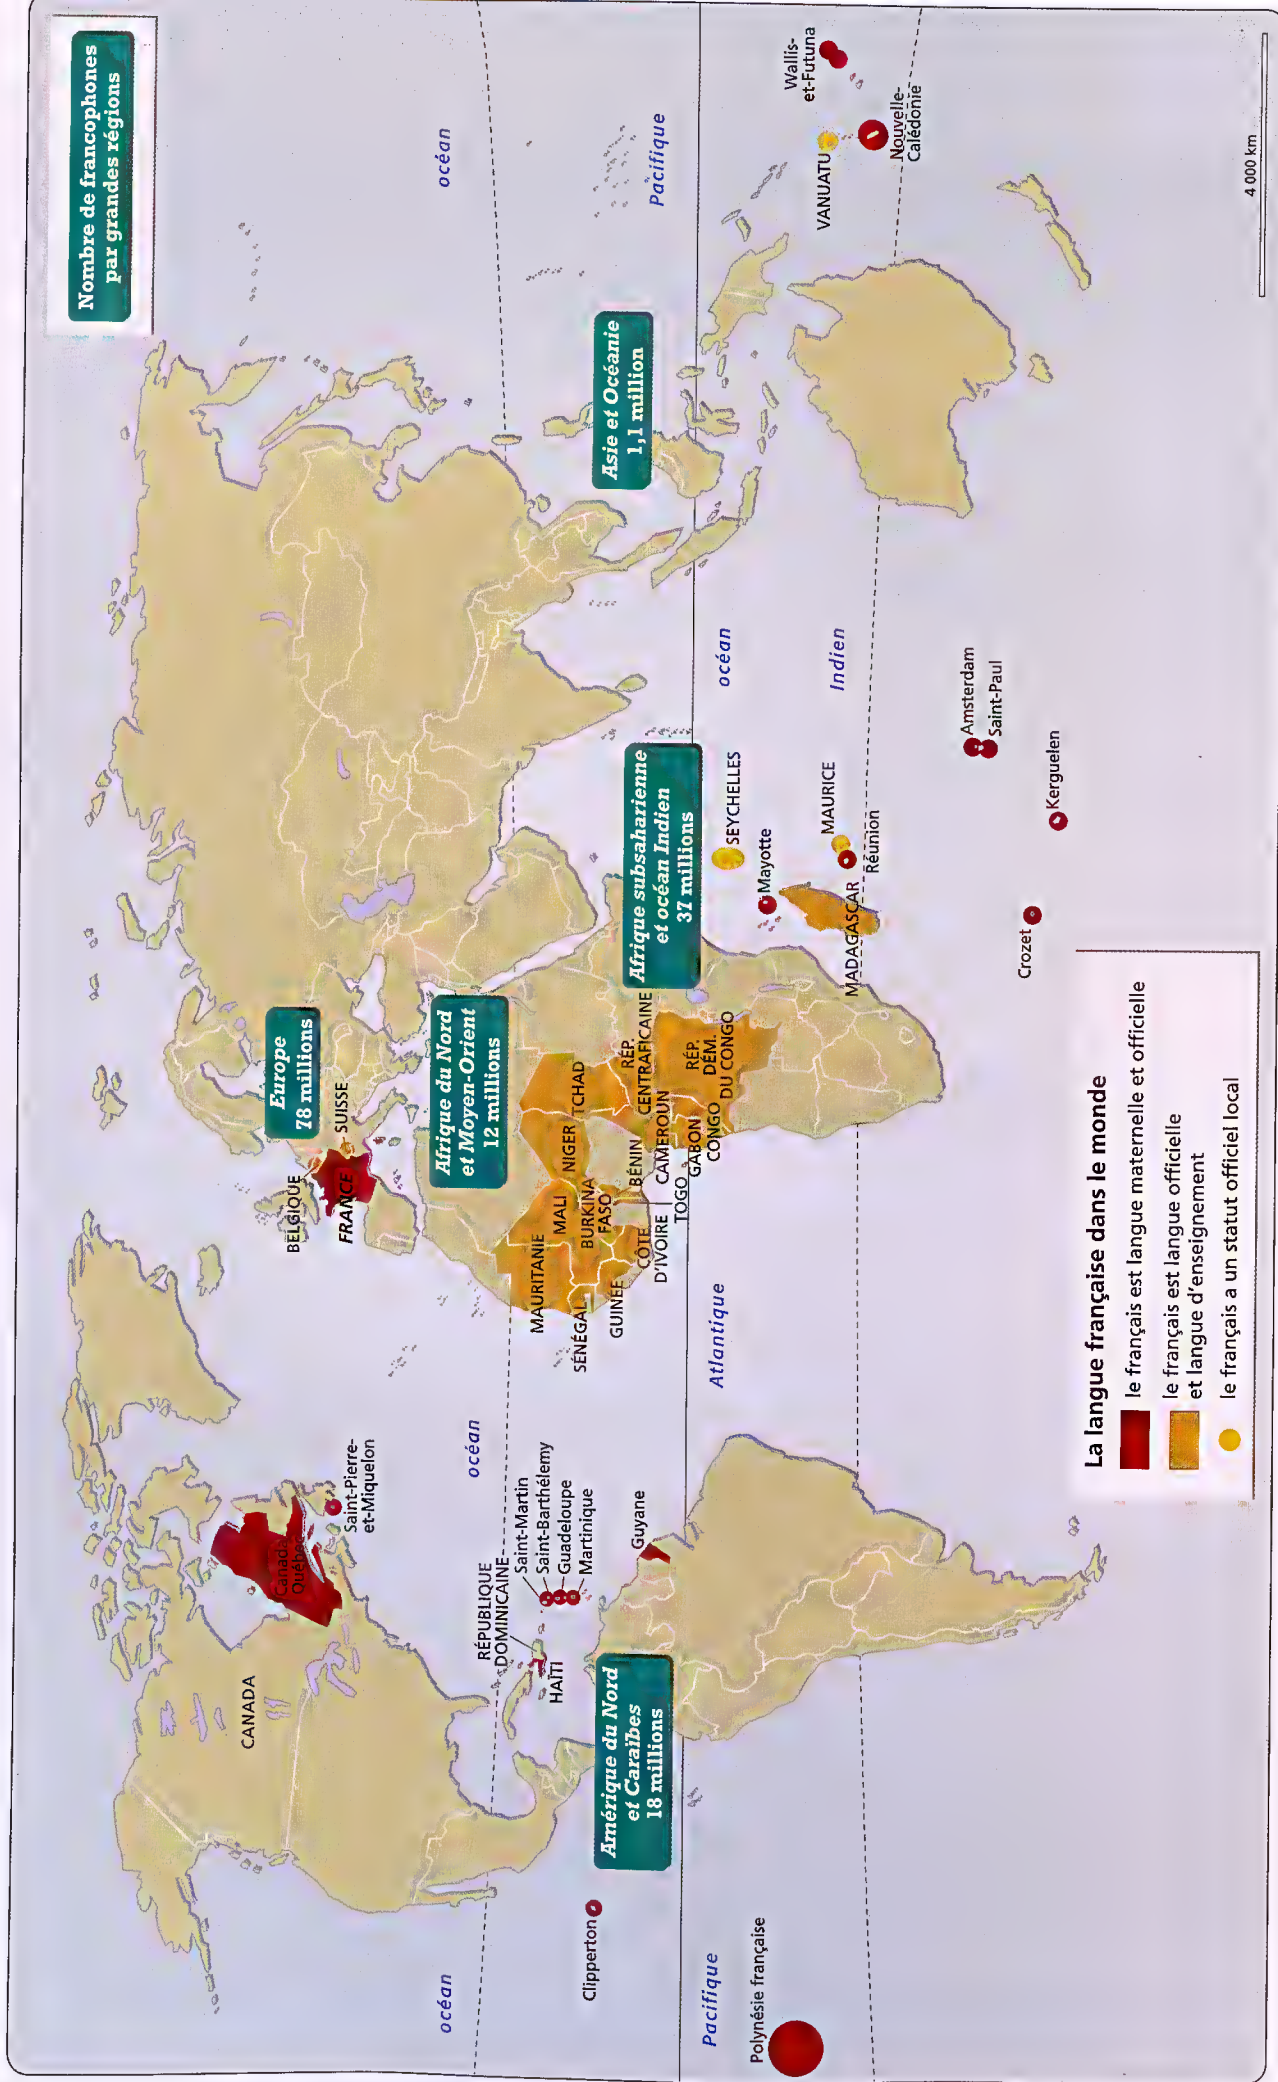 Nombre de francophones
par grandes régions
océan
Pacifique
Wallis-
et-Futuna
VANUATU
Nouvelle-
Calédonie
4 000 km
Asie et Océanie
1,1 million
océan
Indien
Amsterdam
Saint-Paul
Kerguelen
Crozet
SEYCHELLES
Mayotte
MAURICE
Réunion
MADAGASCAR
Afrique subsaharienne
et océan Indien
37 millions
Europe
78 millions
SUISSE
BELGIQUE
FRANCE
Afrique du Nord
et Moyen-Orient
12 millions
MAURITANIE
MALI
NIGER
TCHAD
SÉNÉGAL
BURKINA
FASO
GUINÉE
CÔTE
D'IVOIRE
TOGO
BÉNIN
CAMEROUN
RÉP.
CENTRAFICAINE
GABON
CONGO
RÉP.
DÉM.
DU CONGO
océan
Atlantique
CANADA
Canada
Québec
Saint-Pierre-
et-Miquelon
RÉPUBLIQUE
DOMINICAINE
HAÏTI
Saint-Martin
Saint-Barthélemy
Guadeloupe
Martinique
Guyane
Amérique du Nord
et Caraïbes
18 millions
Clipperton
océan
Pacifique
Polynésie française
La langue française dans le monde
le français est langue maternelle et officielle
le français est langue officielle
et langue d'enseignement
le français a un statut officiel local